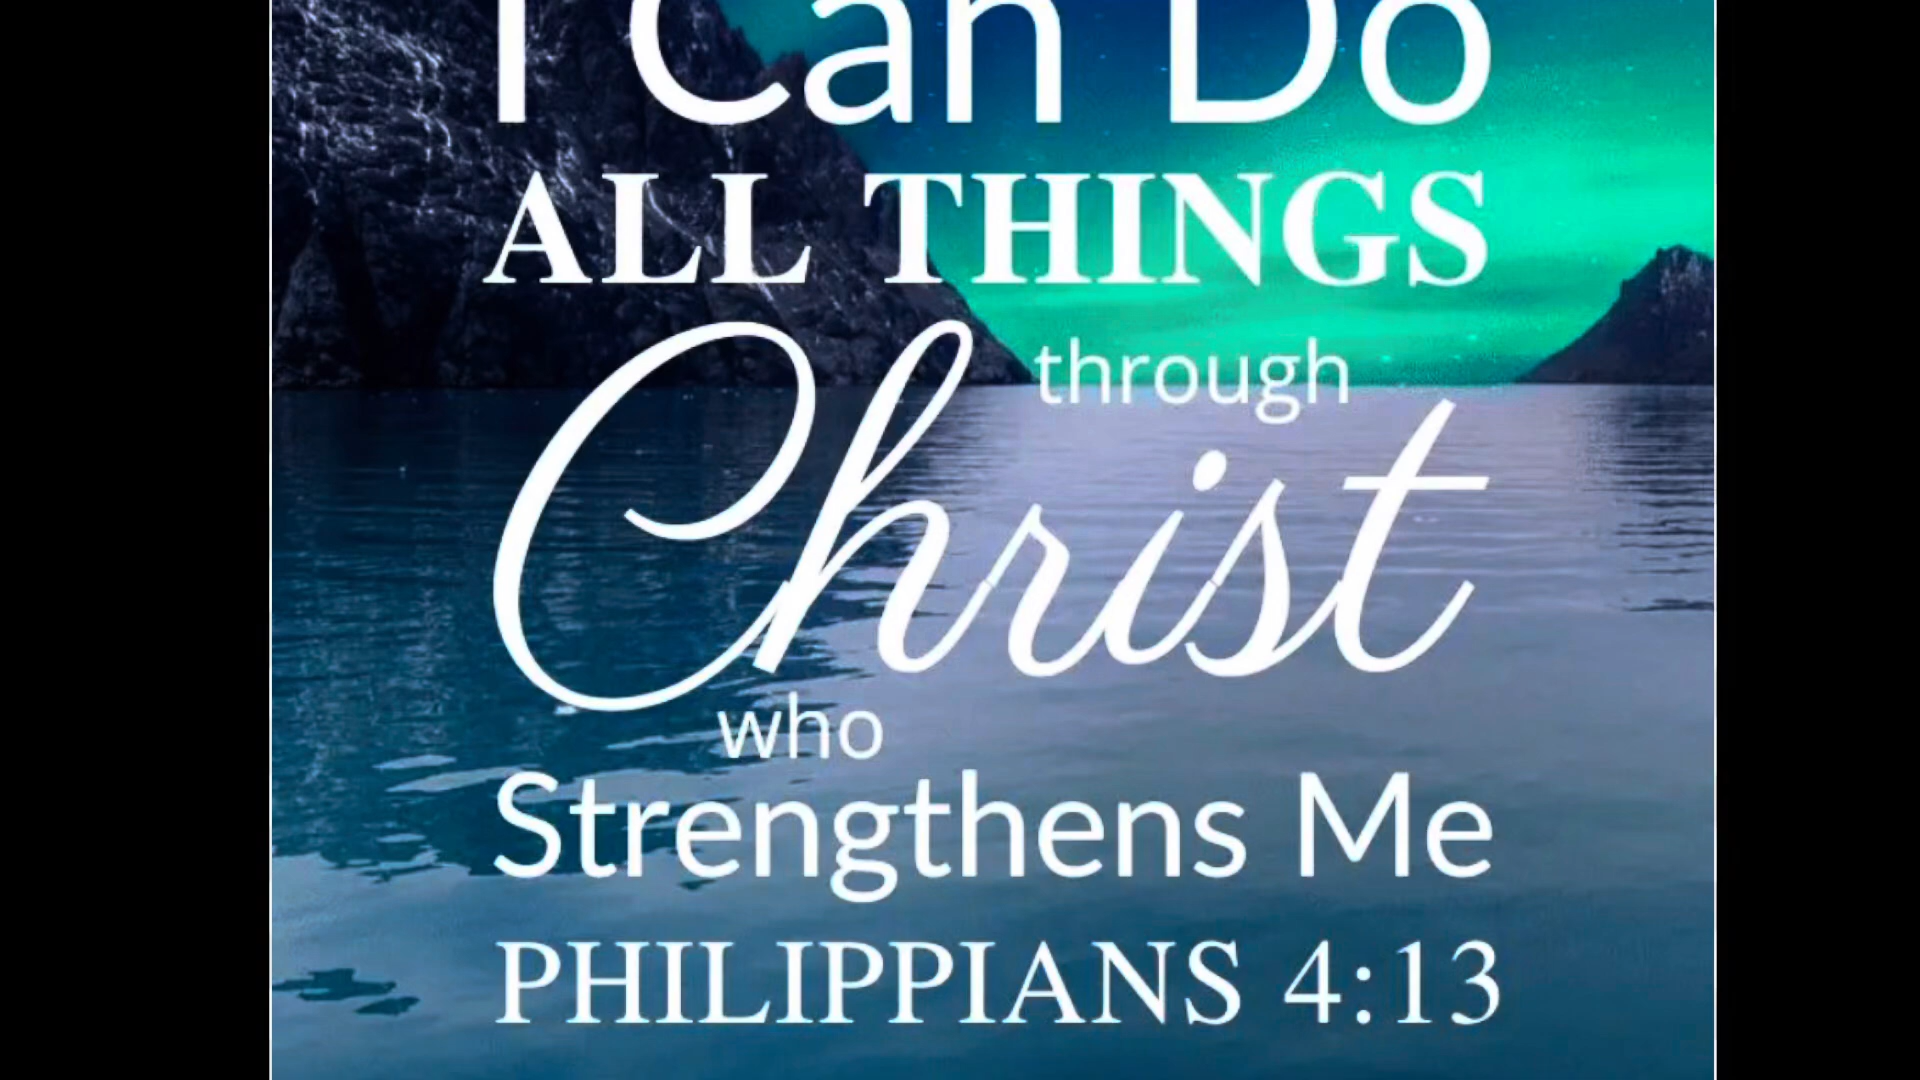 I Can Do
ALL THINGS
through
Christ
who
Strengthens Me
PHILIPPIANS 4:13